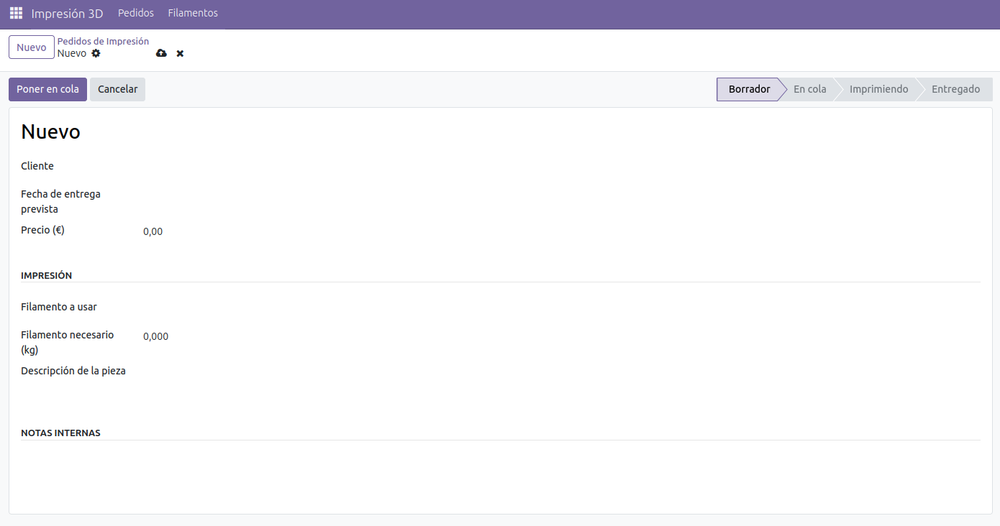 Impresión 3D Pedidos Filamentos
Nuevo
Pedidos de Impresión
Nuevo
Poner en cola Cancelar
Borrador En cola Imprimiendo Entregado
Nuevo
Cliente
Fecha de entrega
prevista
Precio (€) 0,00
IMPRESIÓN
Filamento a usar
Filamento necesario
(kg) 0,000
Descripción de la pieza
NOTAS INTERNAS